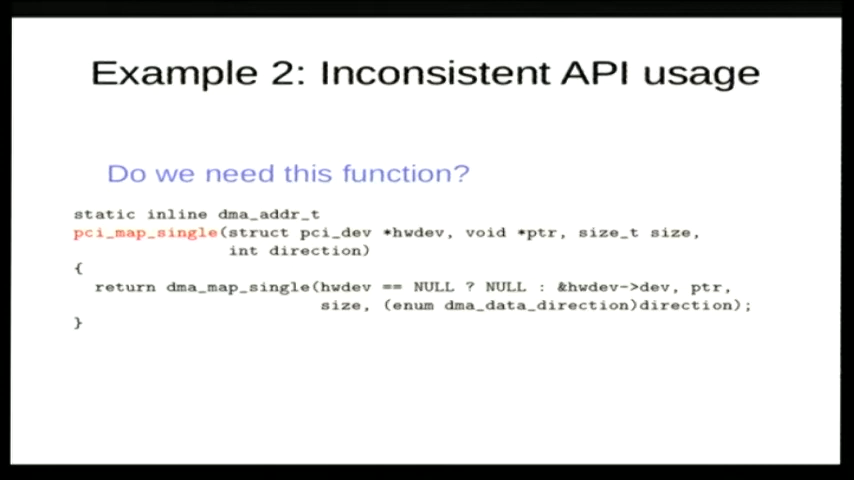 Example 2: Inconsistent API usage
Do we need this function?
static inline dma_addr_t
pci_map_single(struct pci_dev *hwdev, void *ptr, size_t size,
int direction)
{
return dma_map_single(hwdev == NULL ? NULL : &hwdev->dev, ptr,
size, (enum dma_data_direction)direction);
}